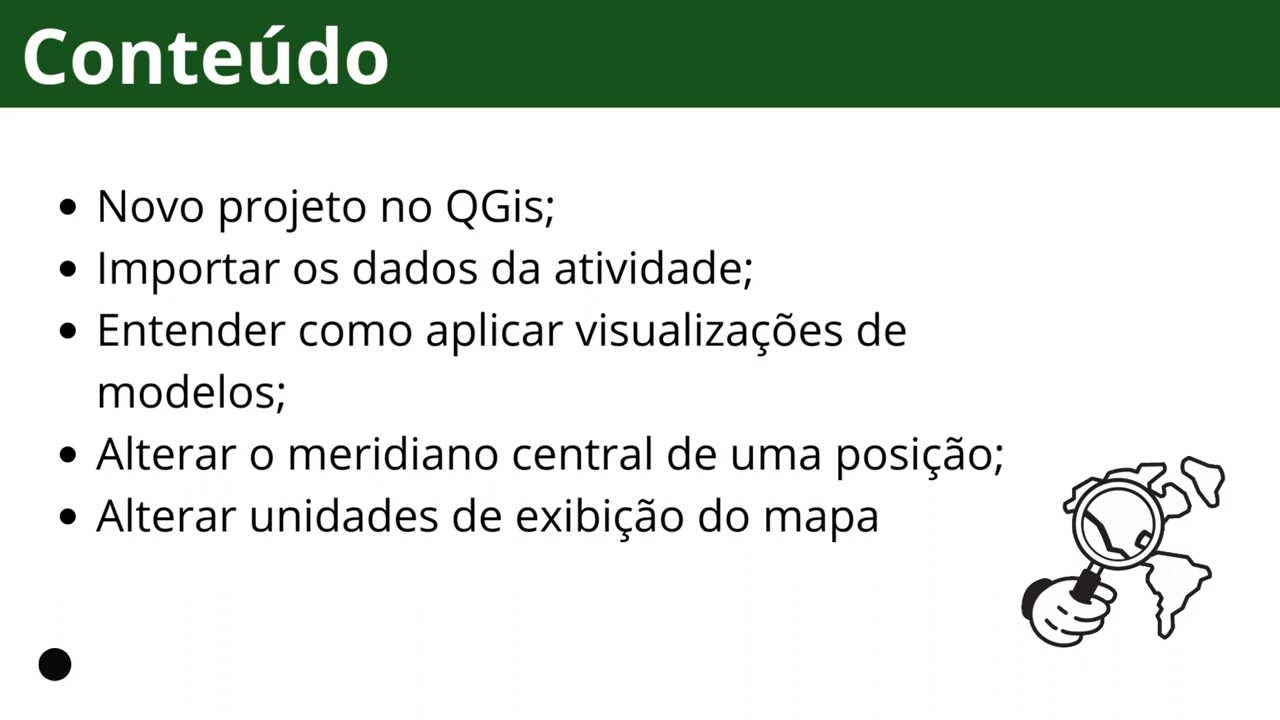 Conteúdo
• Novo projeto no QGis;
• Importar os dados da atividade;
• Entender como aplicar visualizações de
modelos;
• Alterar o meridiano central de uma posição;
• Alterar unidades de exibição do mapa